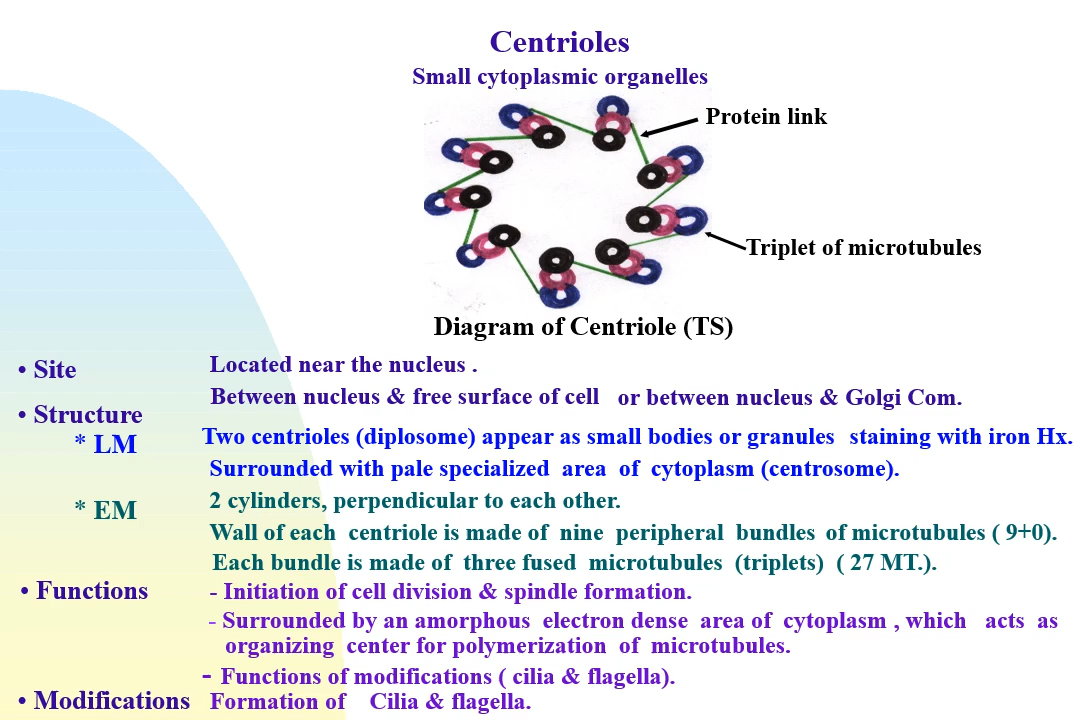 Centrioles
Small cytoplasmic organelles
Protein link
Triplet of microtubules
Diagram of Centriole (TS)
• Site
Located near the nucleus .
Between nucleus & free surface of cell or between nucleus & Golgi Com.
• Structure
* LM
Two centrioles (diplosome) appear as small bodies or granules staining with iron Hx.
Surrounded with pale specialized area of cytoplasm (centrosome).
* EM
2 cylinders, perpendicular to each other.
Wall of each centriole is made of nine peripheral bundles of microtubules ( 9+0).
Each bundle is made of three fused microtubules (triplets) ( 27 MT.).
• Functions
- Initiation of cell division & spindle formation.
- Surrounded by an amorphous electron dense area of cytoplasm , which acts as
organizing center for polymerization of microtubules.
- Functions of modifications ( cilia & flagella).
• Modifications Formation of Cilia & flagella.